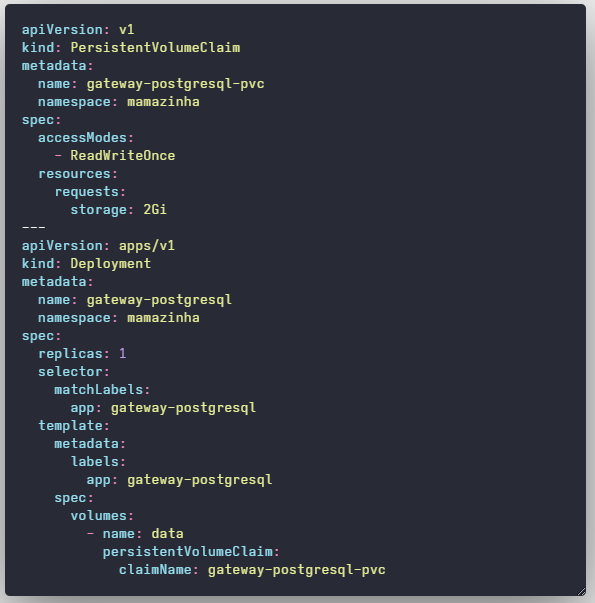 apiVersion: v1
kind: PersistentVolumeClaim
metadata:
  name: gateway-postgresql-pvc
  namespace: mamazinha
spec:
  accessModes:
    - ReadWriteOnce
  resources:
    requests:
      storage: 2Gi
---
apiVersion: apps/v1
kind: Deployment
metadata:
  name: gateway-postgresql
  namespace: mamazinha
spec:
  replicas: 1
  selector:
    matchLabels:
      app: gateway-postgresql
  template:
    metadata:
      labels:
        app: gateway-postgresql
    spec:
      volumes:
        - name: data
          persistentVolumeClaim:
            claimName: gateway-postgresql-pvc